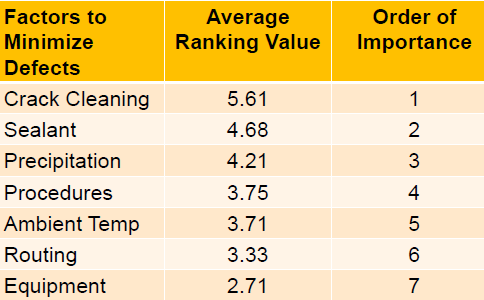 Factors to Minimize Defects Average Ranking Value Order of Importance
Crack Cleaning 5.61 1
Sealant 4.68 2
Precipitation 4.21 3
Procedures 3.75 4
Ambient Temp 3.71 5
Routing 3.33 6
Equipment 2.71 7